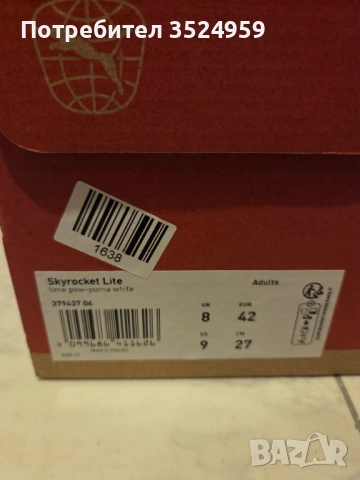 Потребител 3524959
1638
Skyrocket Lite
lime pow-puma white
379437 04
Adults
UK
EUR
8
42
US
CM
9
27
Made in Vietnam
BAZAR